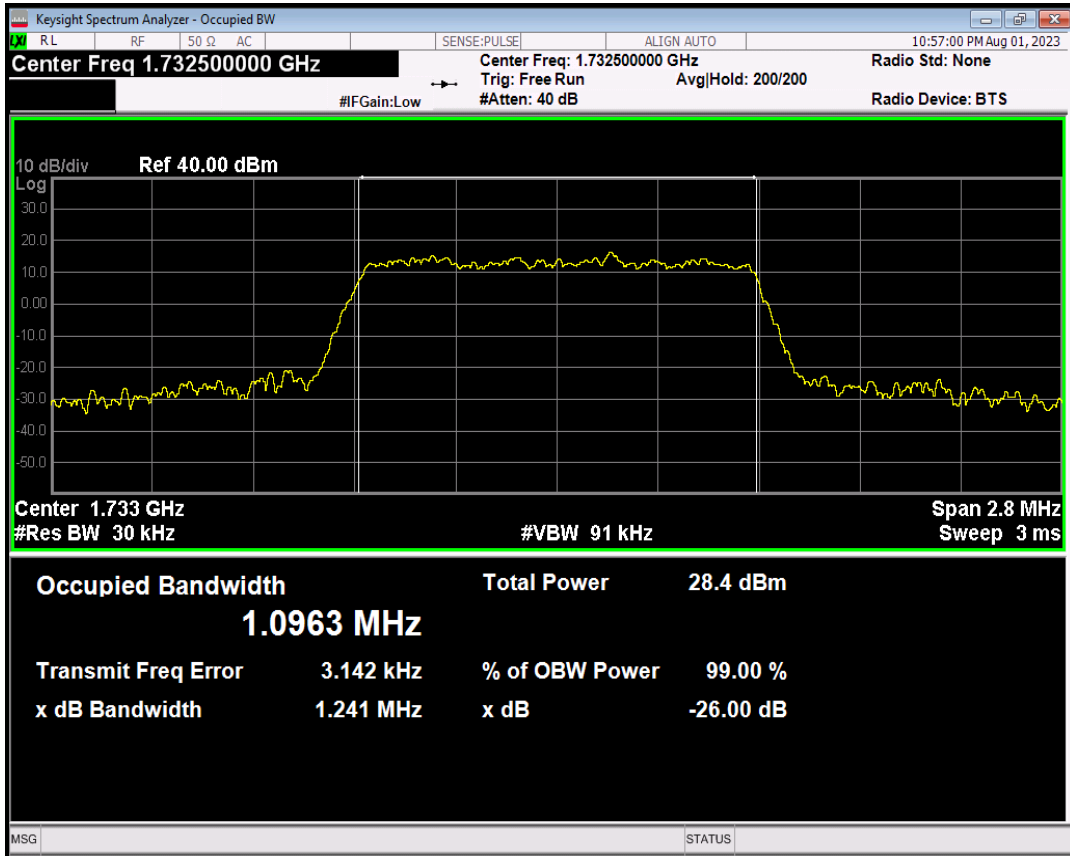 Keysight Spectrum Analyzer - Occupied BW
LXI RL RF 50 Ω AC SENSE:PULSE ALIGN AUTO 10:57:00 PM Aug 01, 2023
Center Freq 1.732500000 GHz Center Freq: 1.732500000 GHz Radio Std: None
Trig: Free Run Avg|Hold: 200/200
#IFGain:Low #Atten: 40 dB Radio Device: BTS
10 dB/div Ref 40.00 dBm
Log
30.0
20.0
10.0
0.00
-10.0
-20.0
-30.0
-40.0
-50.0
Center 1.733 GHz Span 2.8 MHz
#Res BW 30 kHz #VBW 91 kHz Sweep 3 ms
Occupied Bandwidth Total Power 28.4 dBm
1.0963 MHz
Transmit Freq Error 3.142 kHz % of OBW Power 99.00 %
x dB Bandwidth 1.241 MHz x dB -26.00 dB
MSG STATUS